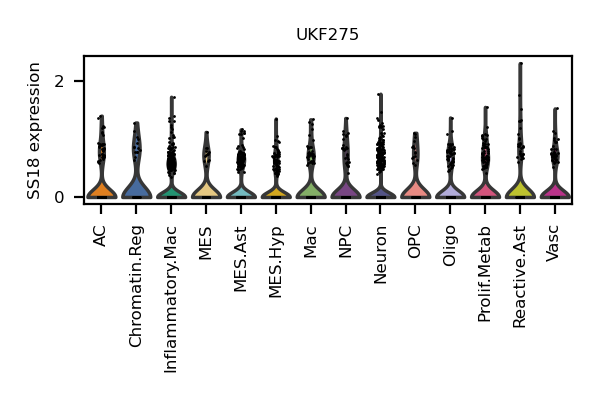 UKF275
SS18 expression
2
0
AC
Chromatin.Reg
Inflammatory.Mac
MES
MES.Ast
MES.Hyp
Mac
NPC
Neuron
OPC
Oligo
Prolif.Metab
Reactive.Ast
Vasc